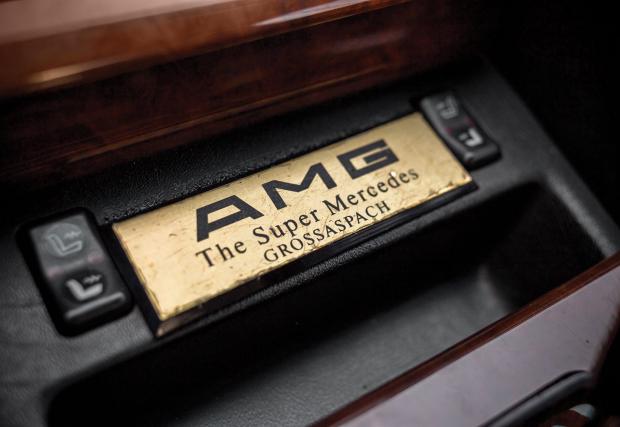 AMG
The Super Mercedes
GROSSASPACH